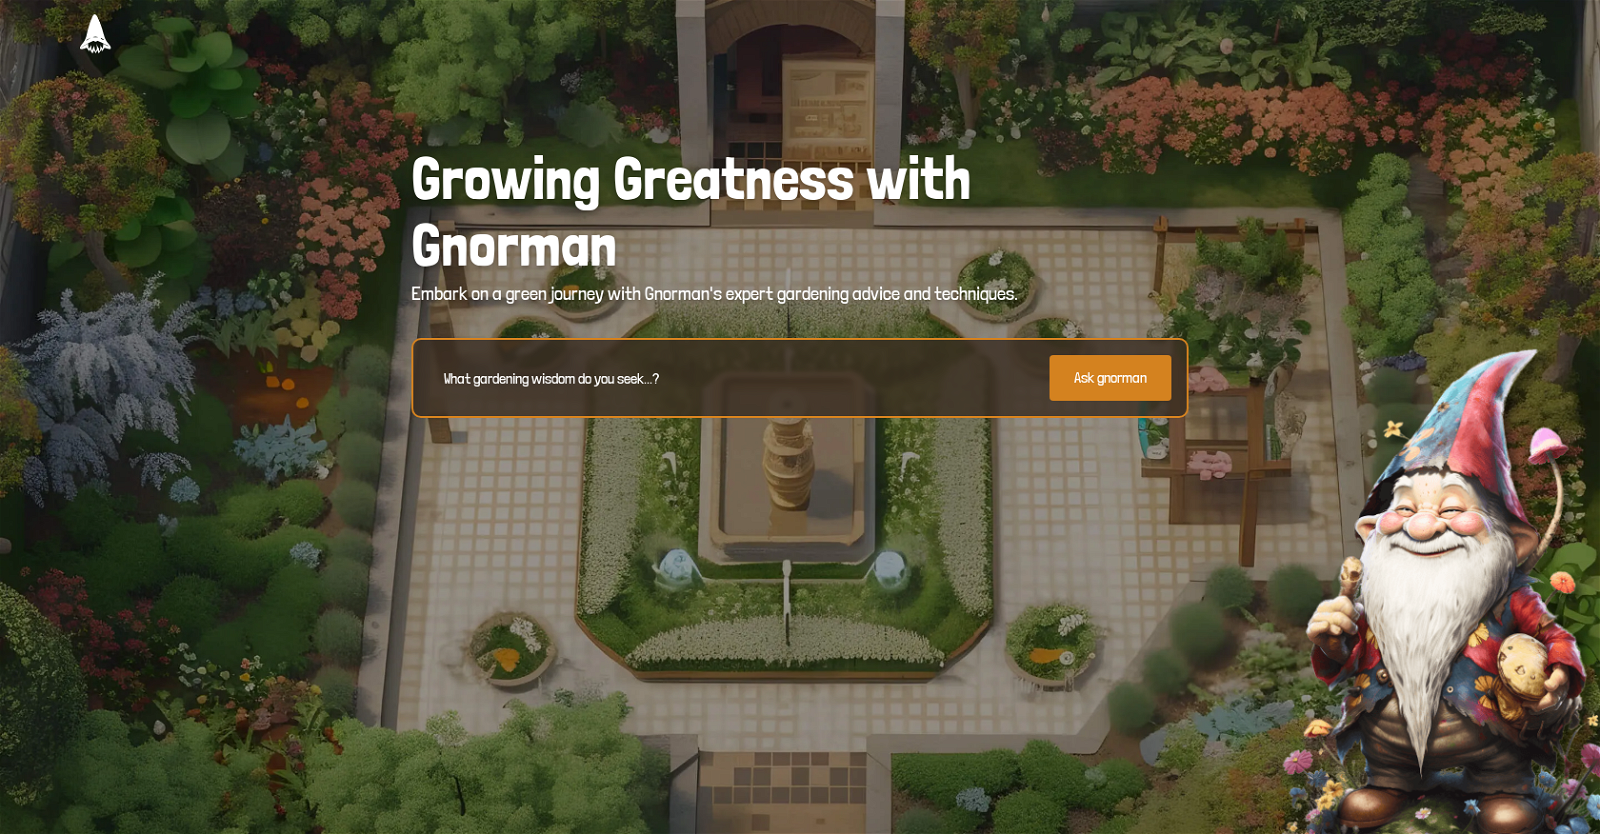 Growing Greatness with
Gnorman
Embark on a green journey with Gnorman's expert gardening advice and techniques.
What gardening wisdom do you seek...?
Ask gnorman